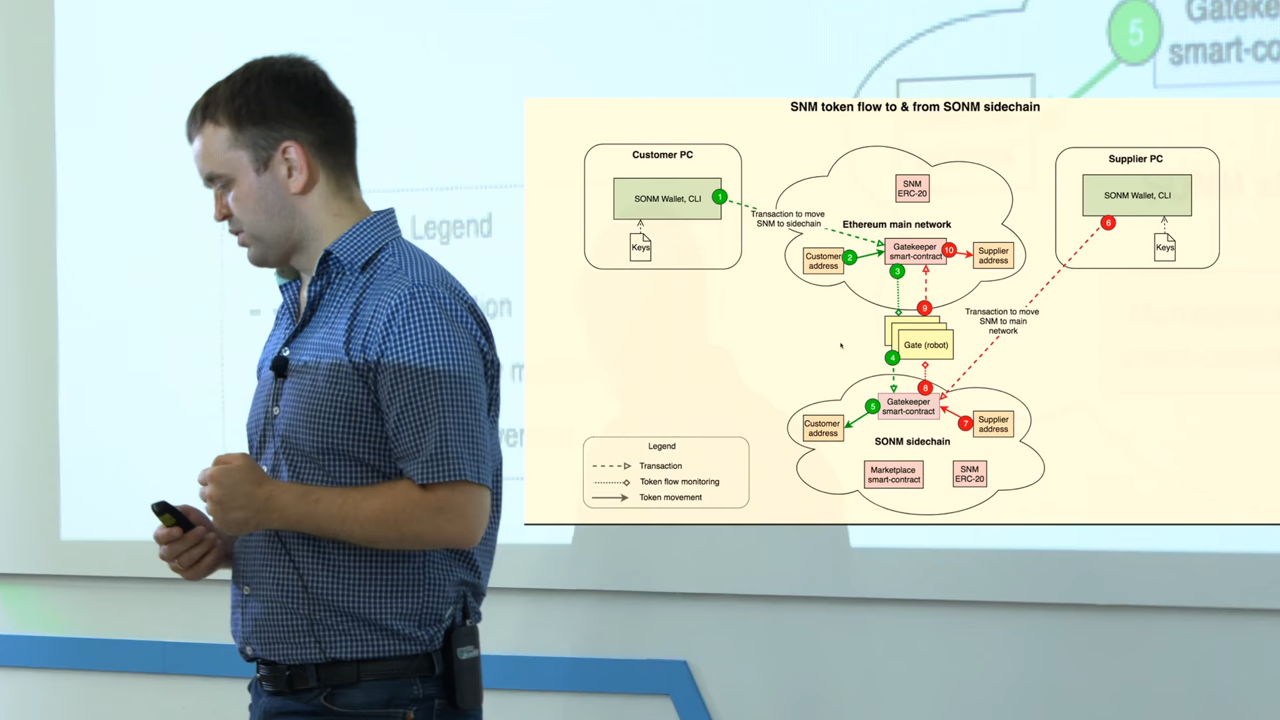 5
Gateke
smart-co
Legend
SNM token flow to & from SONM sidechain
Customer PC
SONM Wallet, CLI
1
Keys
Transaction to move
SNM to sidechain
SNM
ERC-20
Ethereum main network
Customer
address
2
Gatekeeper
smart-contract
10
Supplier
address
3
9
Supplier PC
SONM Wallet, CLI
6
Keys
Transaction to move
SNM to main
network
Gate (robot)
4
8
Gatekeeper
smart-contract
5
Customer
address
7
Supplier
address
SONM sidechain
Marketplace
smart-contract
SNM
ERC-20
Legend
Transaction
Token flow monitoring
Token movement